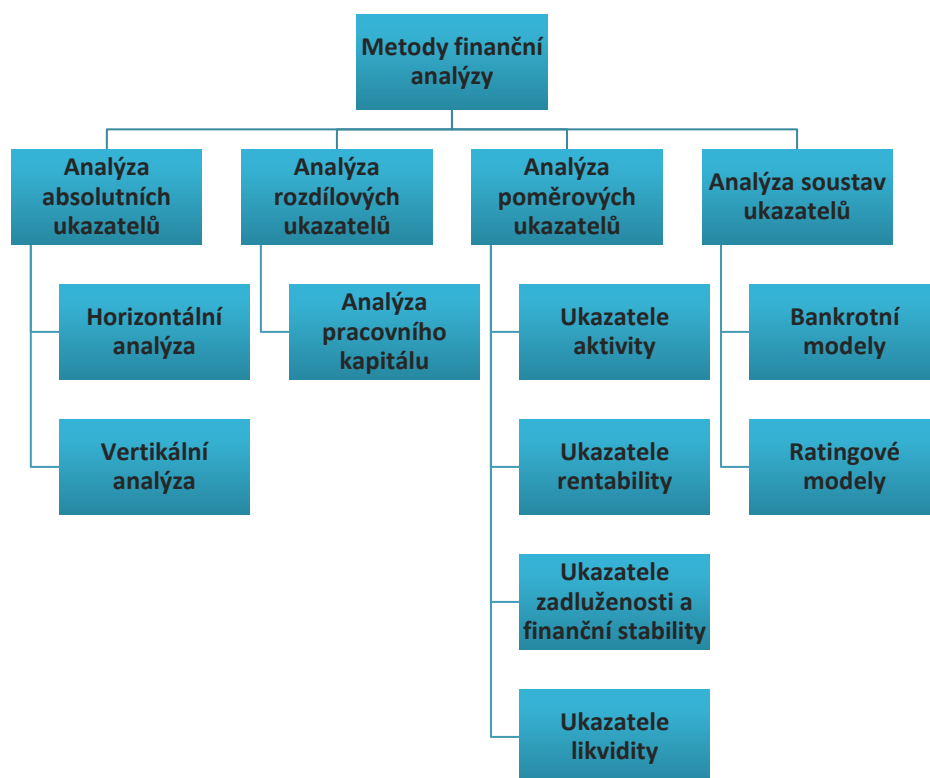 Metody finanční
analýzy
Analýza
absolutních
ukazatelů
Horizontální
analýza
Vertikální
analýza
Analýza
rozdílových
ukazatelů
Analýza
pracovního
kapitálu
Analýza
poměrových
ukazatelů
Ukazatele
aktivity
Ukazatele
rentability
Ukazatele
zadluženosti a
finanční stability
Ukazatele
likvidity
Analýza soustav
ukazatelů
Bankrotní
modely
Ratingové
modely